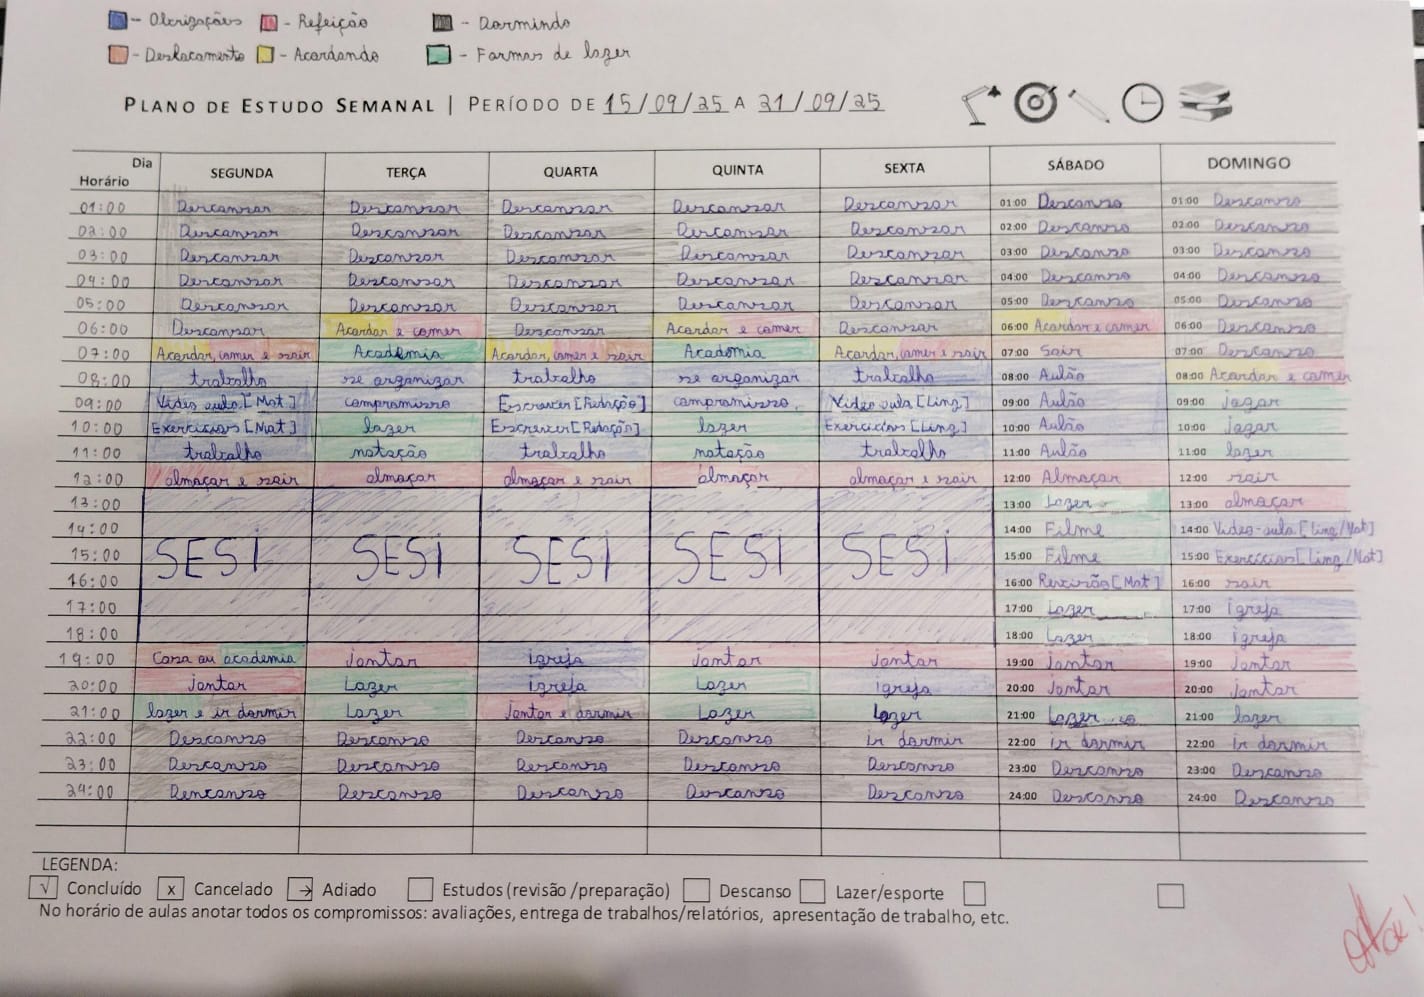 - Obrigações - Refeição - Dormindo
- Deslocamento - Acordando - Formas de lazer
PLANO DE ESTUDO SEMANAL | PERÍODO DE 15/09/25 A 21/09/25
Dia Horário SEGUNDA TERÇA QUARTA QUINTA SEXTA SÁBADO DOMINGO
01:00 Descansar Descansar Descansar Descansar Descansar 01:00 Descanso 01:00 Descanso
02:00 Descansar Descansar Descansar Descansar Descansar 02:00 Descanso 02:00 Descanso
03:00 Descansar Descansar Descansar Descansar Descansar 03:00 Descanso 03:00 Descanso
04:00 Descansar Descansar Descansar Descansar Descansar 04:00 Descanso 04:00 Descanso
05:00 Descansar Descansar Descansar Descansar Descansar 05:00 Descanso 05:00 Descanso
06:00 Descansar Acordar e comer Descansar Acordar e comer Descansar 06:00 Acordar e comer 06:00 Descanso
07:00 Acordar, comer e sair Academia Acordar, comer e sair Academia Acordar, comer e sair 07:00 Sair 07:00 Descanso
08:00 trabalho se organizar trabalho se organizar trabalho 08:00 Aulão 08:00 Acordar e comer
09:00 Video aula [Mat] compromisso Escrever [Redação] compromisso. Video aula [Ling] 09:00 Aulão 09:00 jogar
10:00 Exercícios [Mat] lazer Escrever [Redação] lazer Exercícios [Ling] 10:00 Aulão 10:00 jogar
11:00 trabalho natação trabalho natação trabalho 11:00 Aulão 11:00 lazer
12:00 almoçar e sair almoçar almoçar e sair almoçar almoçar e sair 12:00 Almoçar 12:00 sair
13:00 13:00 Lazer 13:00 almoçar
14:00 14:00 Filme 14:00 Video-aula [Ling/Mat]
15:00 SESI SESI SESI SESI SESI 15:00 Filme 15:00 Exercícios [Ling/Mat]
16:00 16:00 Revisão [Mat] 16:00 sair
17:00 17:00 Lazer 17:00 igreja
18:00 18:00 Lazer 18:00 igreja
19:00 Casa ou academia jantar igreja jantar jantar 19:00 jantar 19:00 jantar
20:00 jantar Lazer igreja Lazer igreja 20:00 jantar 20:00 jantar
21:00 lazer e ir dormir Lazer jantar e dormir Lazer Lazer 21:00 Lazer 21:00 lazer
22:00 Descanso Descanso Descanso Descanso ir dormir 22:00 ir dormir 22:00 ir dormir
23:00 Descanso Descanso Descanso Descanso Descanso 23:00 Descanso 23:00 Descanso
24:00 Dencanso Descanso Descanso Descanso Descanso 24:00 Descanso 24:00 Descanso
LEGENDA:
√ Concluído x Cancelado → Adiado Estudos (revisão /preparação) Descanso Lazer/esporte
No horário de aulas anotar todos os compromissos: avaliações, entrega de trabalhos/relatórios, apresentação de trabalho, etc.